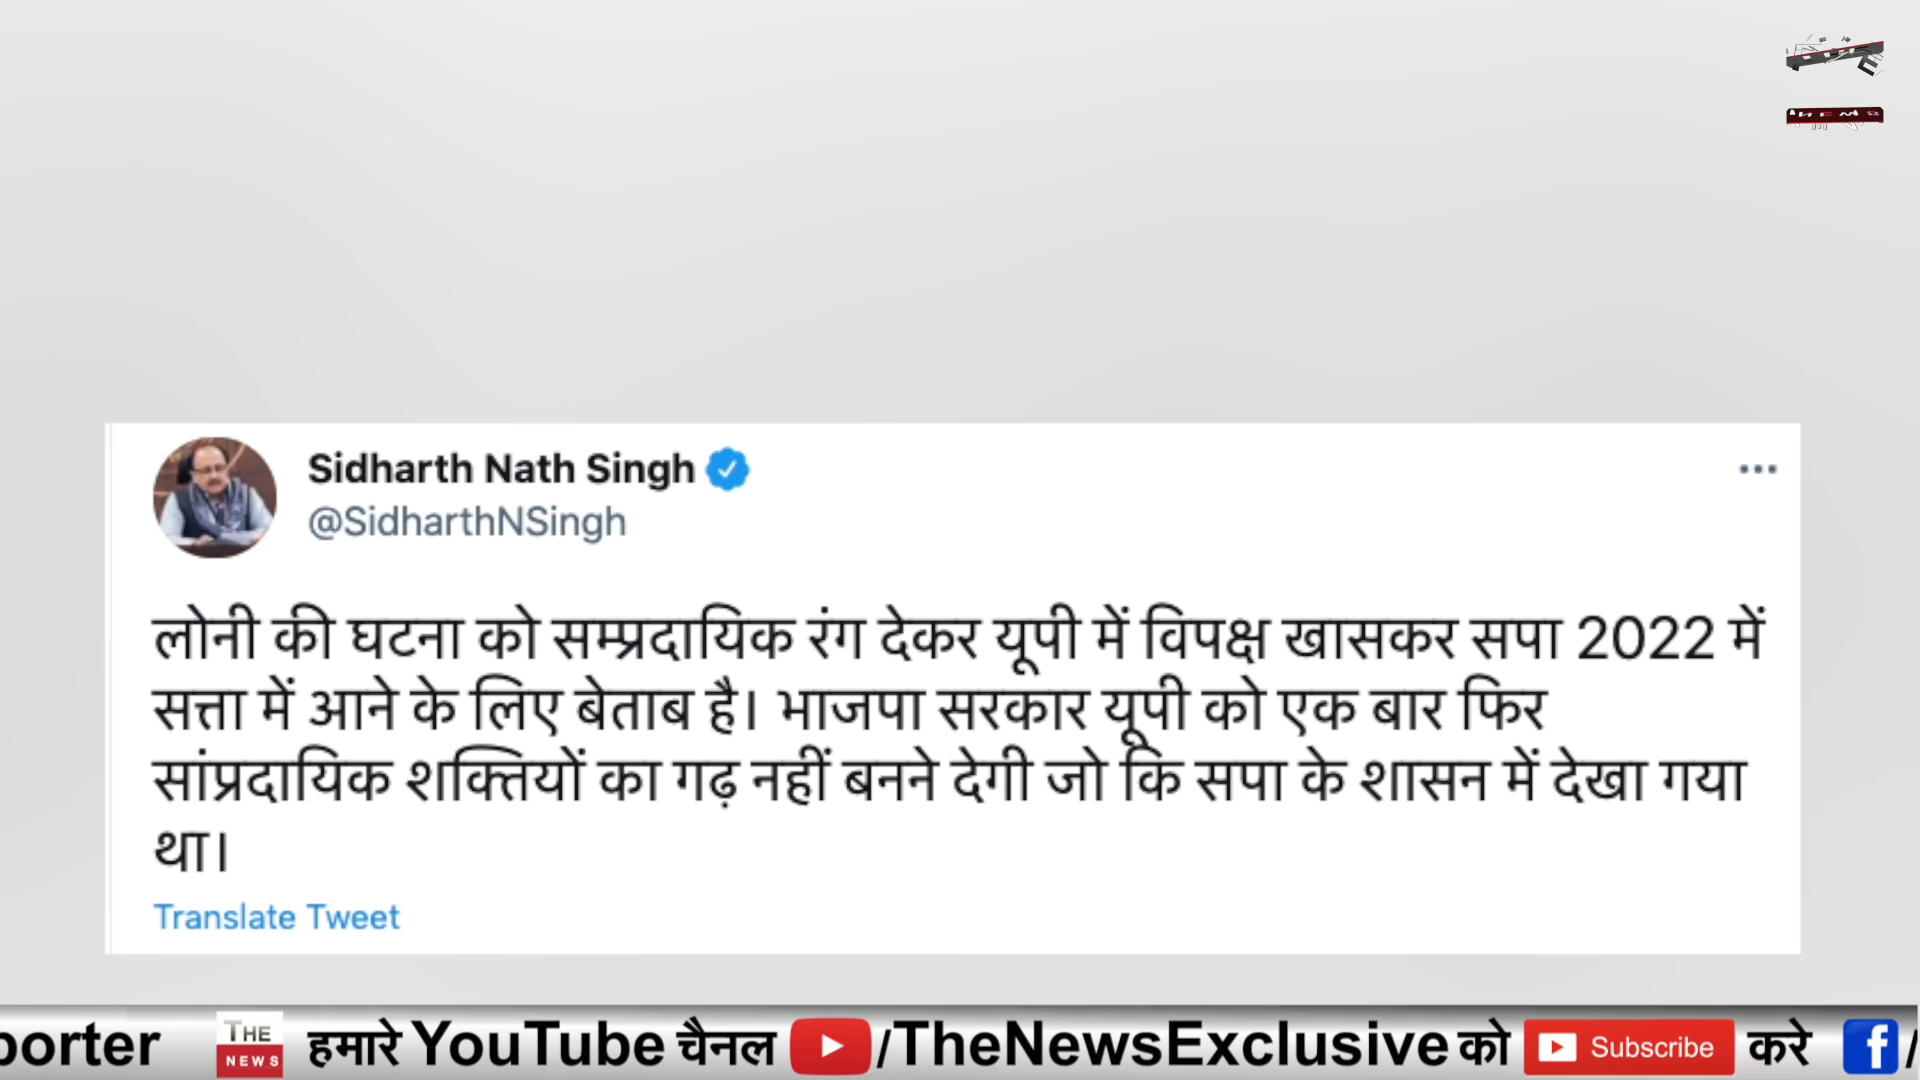 Sidharth Nath Singh
@SidharthNSingh
लोनी की घटना को सम्प्रदायिक रंग देकर यूपी में विपक्ष खासकर सपा 2022 में
सत्ता में आने के लिए बेताब है। भाजपा सरकार यूपी को एक बार फिर
सांप्रदायिक शक्तियों का गढ़ नहीं बनने देगी जो कि सपा के शासन में देखा गया
था।
Translate Tweet
porter THE NEWS हमारे YouTube चैनल /TheNewsExclusive को Subscribe करे f /